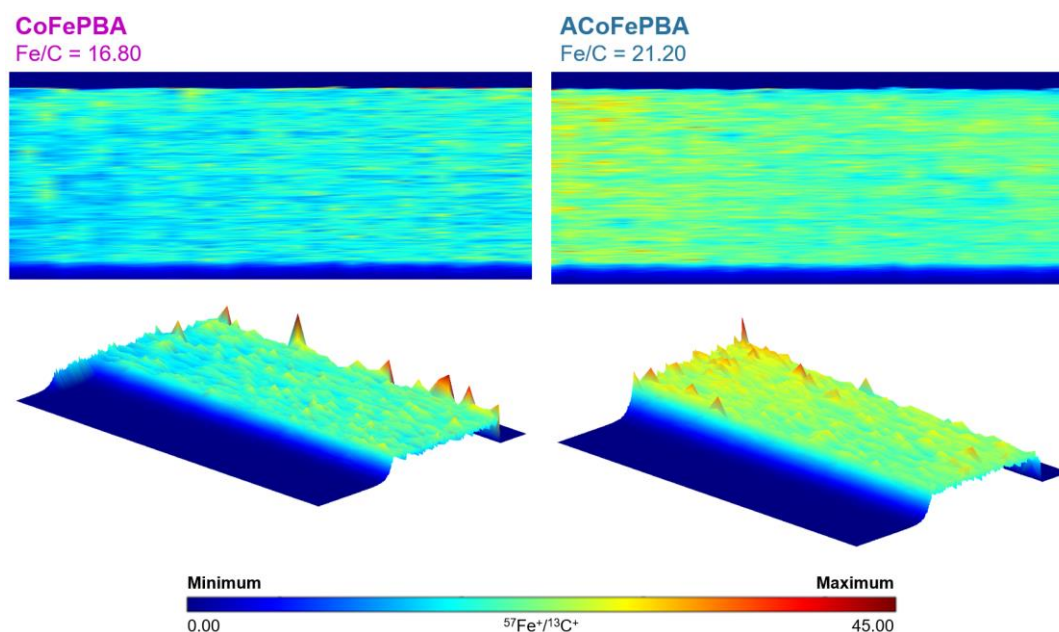 CoFePBA
Fe/C = 16.80
ACoFePBA
Fe/C = 21.20
Minimum
Maximum
0.00
⁵⁷Fe⁺/¹³C⁺
45.00